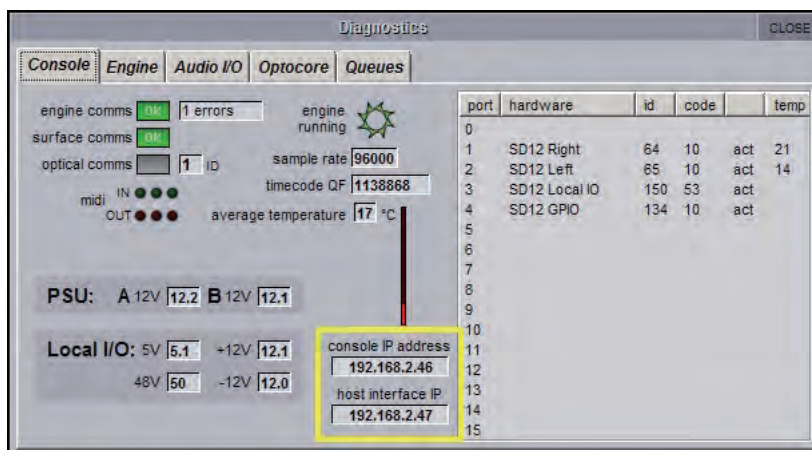 Diagnostics
CLOSE
Console Engine Audio I/O Optocore Queues
engine comms OK 1 errors
surface comms OK
optical comms 1 ID
midi IN
OUT
engine running
sample rate 96000
timecode QF 1138868
average temperature 17 °C
PSU: A 12V 12.2 B 12V 12.1
Local I/O: 5V 5.1 +12V 12.1
48V 50 -12V 12.0
console IP address
192.168.2.46
host interface IP
192.168.2.47
port hardware id code temp
0
1 SD12 Right 64 10 act 21
2 SD12 Left 65 10 act 14
3 SD12 Local IO 150 53 act
4 SD12 GPIO 134 10 act
5
6
7
8
9
10
11
12
13
14
15